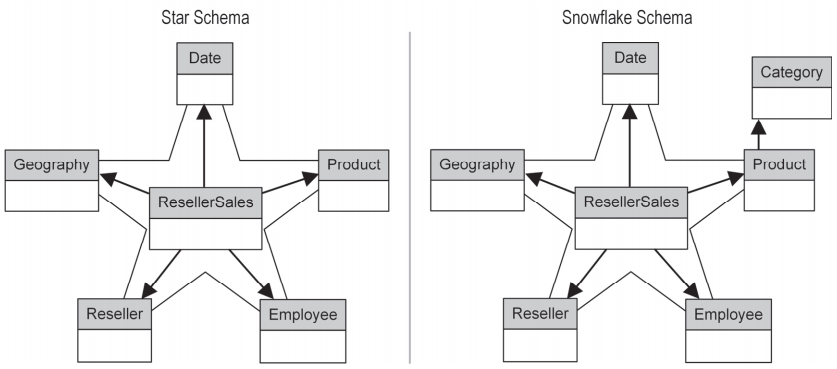 Star Schema
Date
Geography
Product
ResellerSales
Reseller
Employee
Snowflake Schema
Date
Category
Geography
Product
ResellerSales
Reseller
Employee